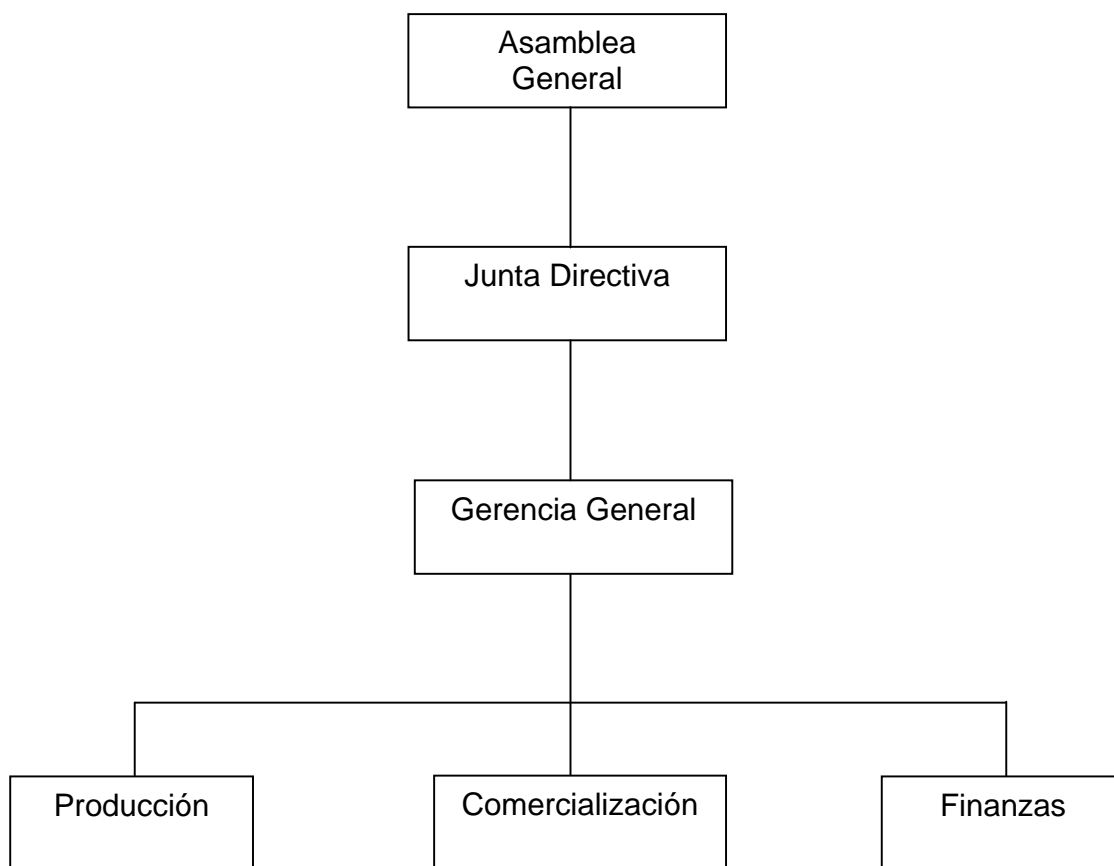 Asamblea
General
Junta Directiva
Gerencia General
Producción
Comercialización
Finanzas